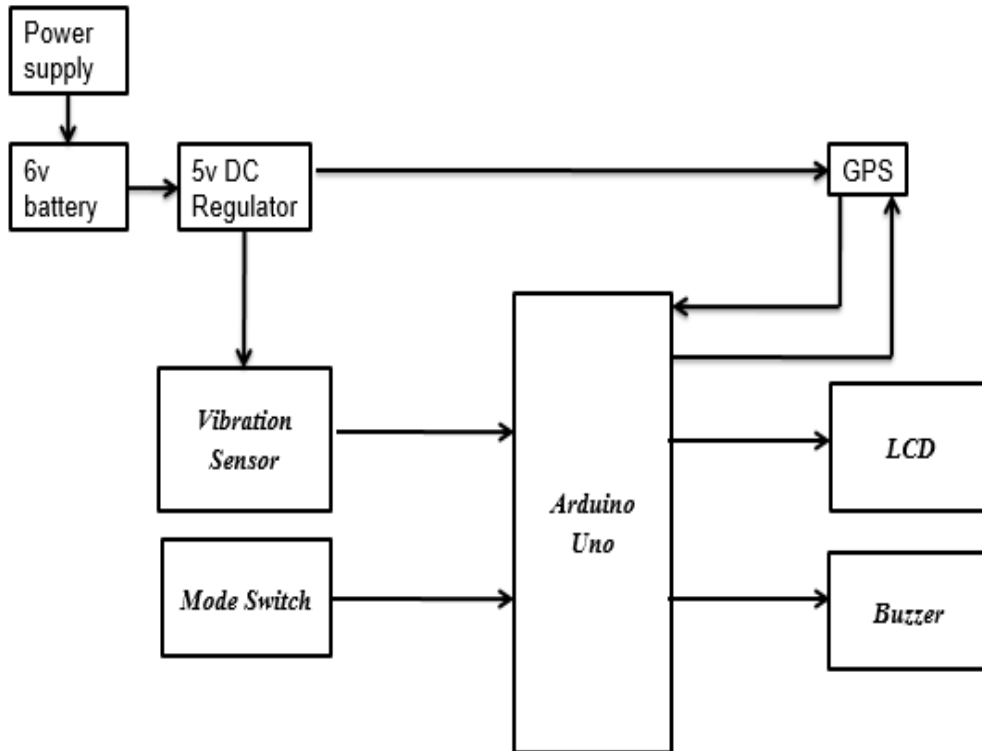 Power
supply
6v
battery
5v DC
Regulator
GPS
Vibration
Sensor
Arduino
Uno
LCD
Mode Switch
Buzzer